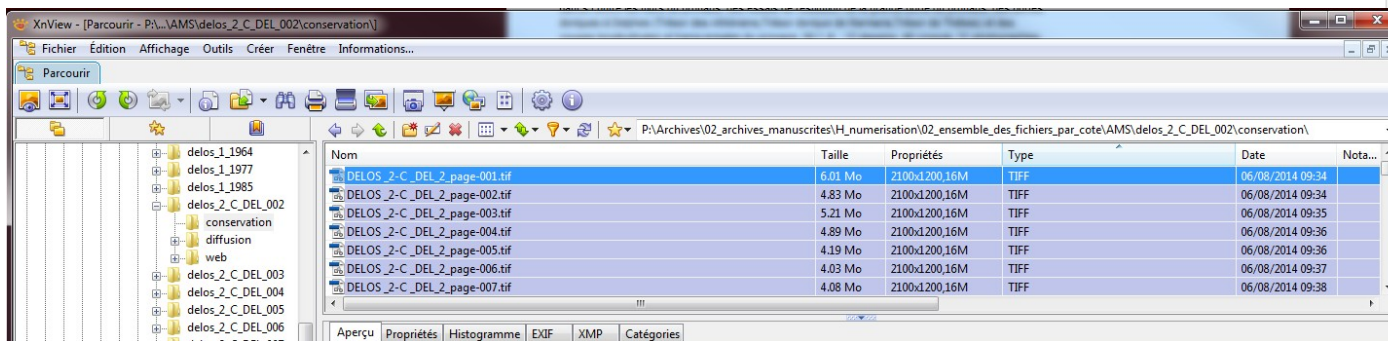 XnView - [Parcourir - P:\...\AMS\delos_2_C_DEL_002\conservation\]
Fichier Édition Affichage Outils Créer Fenêtre Informations...
Parcourir
P:\Archives\02_archives_manuscrites\H_numerisation\02_ensemble_des_fichiers_par_cote\AMS\delos_2_C_DEL_002\conservation\
delos_1_1964
delos_1_1977
delos_1_1985
delos_2_C_DEL_002
conservation
diffusion
web
delos_2_C_DEL_003
delos_2_C_DEL_004
delos_2_C_DEL_005
delos_2_C_DEL_006
Nom Taille Propriétés Type Date Nota...
DELOS _2-C _DEL_2_page-001.tif 6.01 Mo 2100x1200,16M TIFF 06/08/2014 09:34
DELOS _2-C _DEL_2_page-002.tif 4.83 Mo 2100x1200,16M TIFF 06/08/2014 09:34
DELOS _2-C _DEL_2_page-003.tif 5.21 Mo 2100x1200,16M TIFF 06/08/2014 09:35
DELOS _2-C _DEL_2_page-004.tif 4.89 Mo 2100x1200,16M TIFF 06/08/2014 09:36
DELOS _2-C _DEL_2_page-005.tif 4.19 Mo 2100x1200,16M TIFF 06/08/2014 09:36
DELOS _2-C _DEL_2_page-006.tif 4.03 Mo 2100x1200,16M TIFF 06/08/2014 09:37
DELOS _2-C _DEL_2_page-007.tif 4.08 Mo 2100x1200,16M TIFF 06/08/2014 09:38
Aperçu Propriétés Histogramme EXIF XMP Catégories